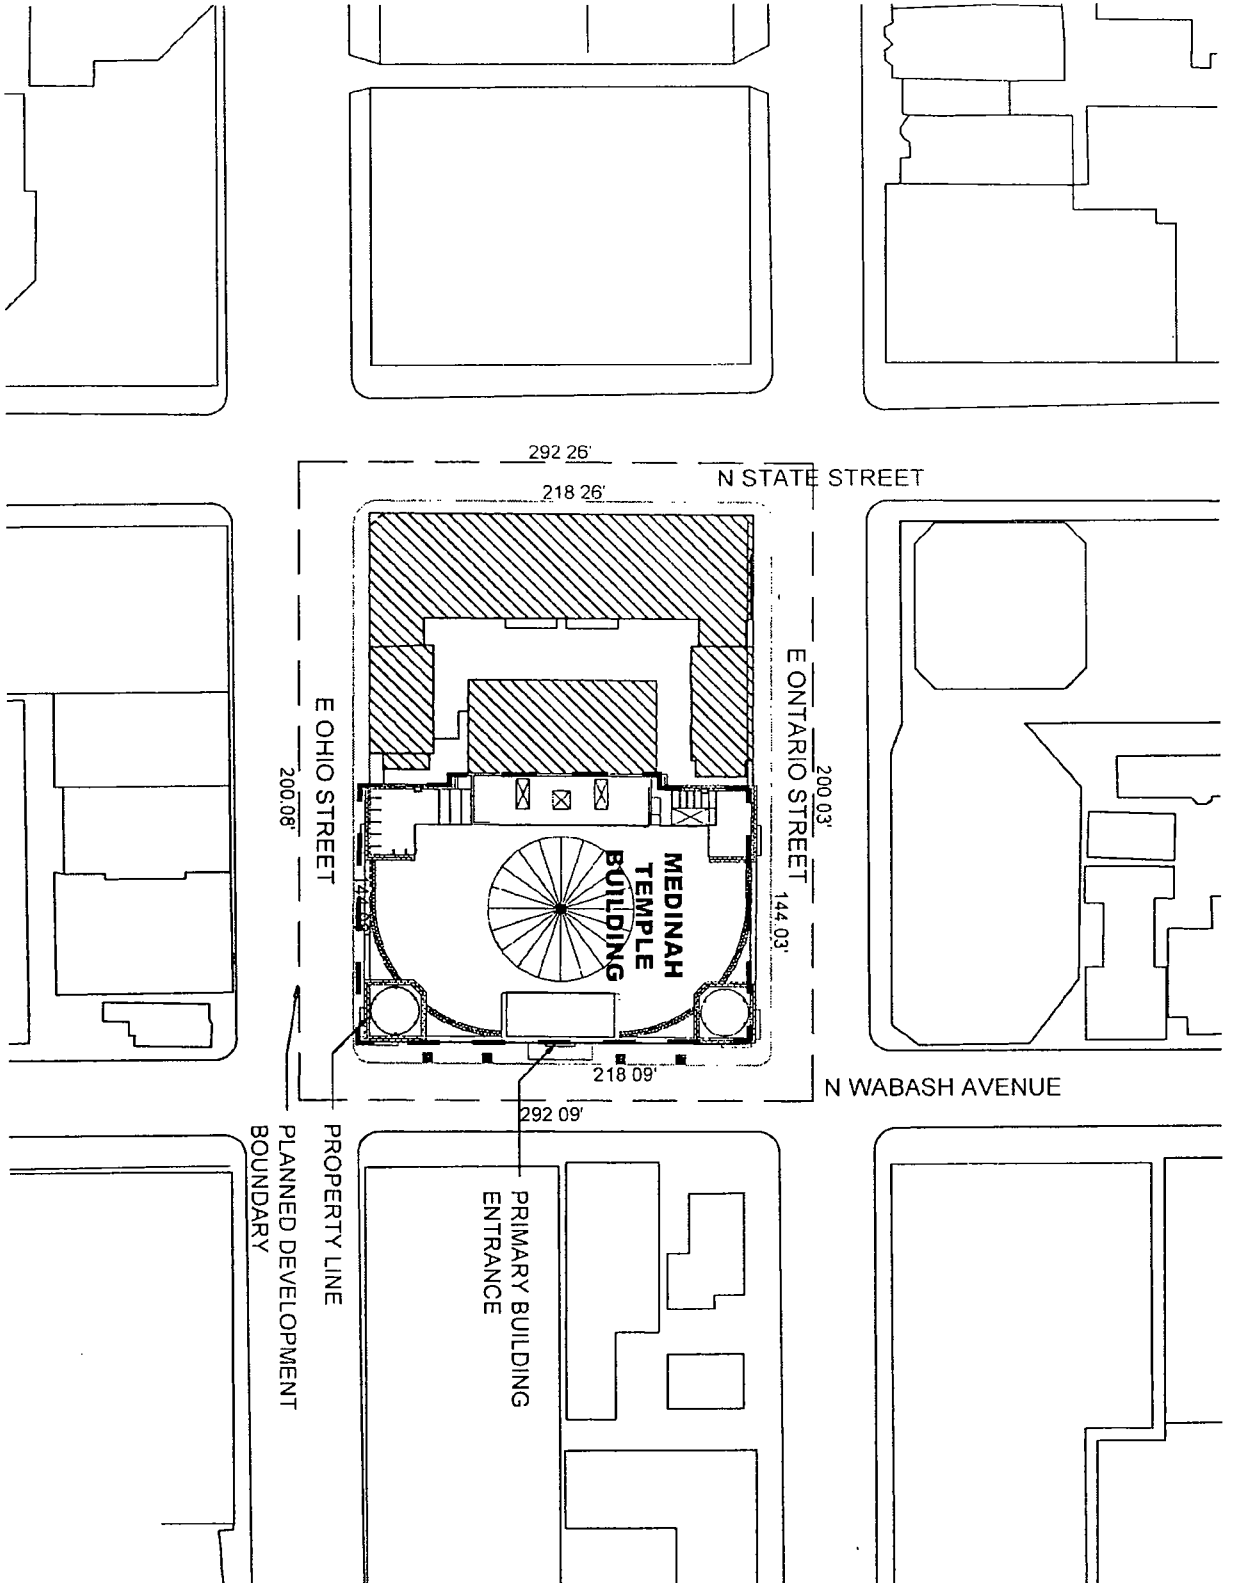 292 26'
N STATE STREET
218 26'
E OHIO STREET
200.08'
E ONTARIO STREET
200.03'
MEDINAH
TEMPLE
BUILDING
144.03'
218 09'
N WABASH AVENUE
292 09'
PROPERTY LINE
PLANNED DEVELOPMENT
BOUNDARY
PRIMARY BUILDING
ENTRANCE